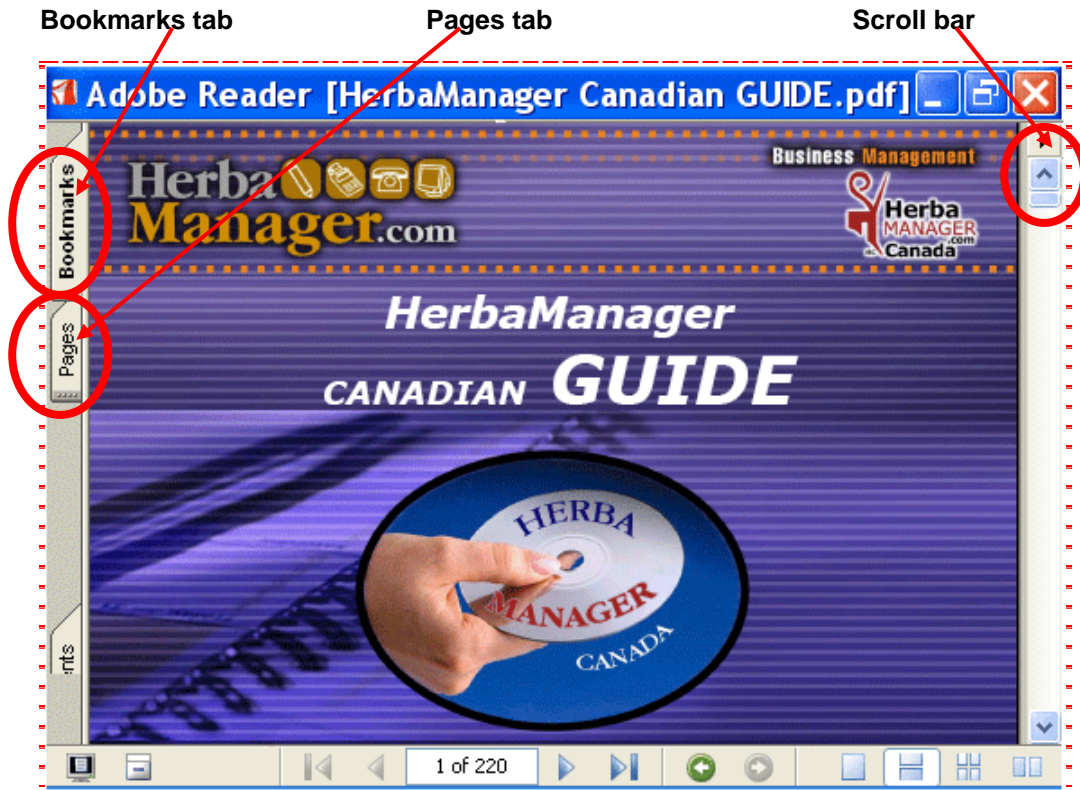 Bookmarks tab Pages tab Scroll bar
Adobe Reader [HerbaManager Canadian GUIDE.pdf]
Bookmarks
Pages
nts
Herba
Manager.com
Business Management
Herba
MANAGER
.com
Canada
HerbaManager
CANADIAN GUIDE
HERBA
MANAGER
CANADA
1 of 220